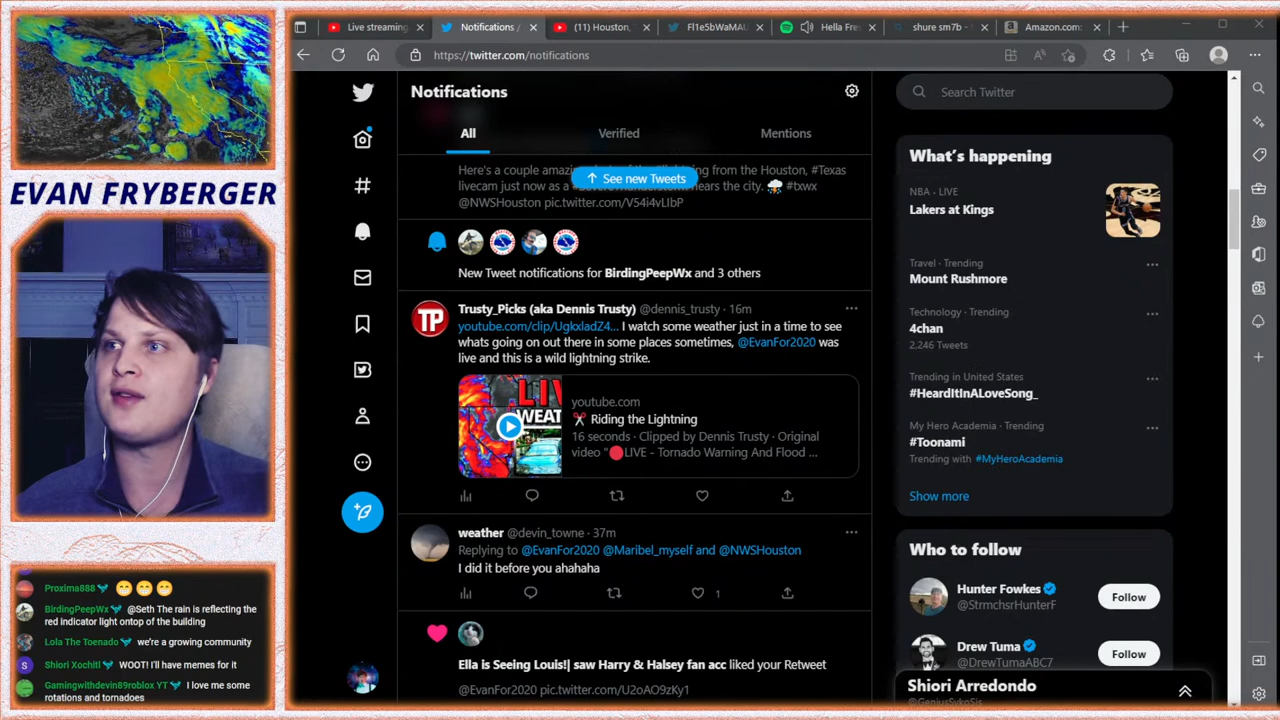 Live streaming
Notifications /
(11) Houston,
Fl1e5bWaMAU
Hella Fre
shure sm7b
Amazon.com
https://twitter.com/notifications
EVAN FRYBERGER
Proxima888
BirdingPeepWx @Seth The rain is reflecting the
red indicator light ontop of the
building
Lola The Toenado we're a growing community
Shiori Xochitl WOOT! I'll have memes for it
Gamingwithdevin89roblox YT I love me some
rotations and tornadoes
Notifications
All
Verified
Mentions
See new Tweets
Here's a couple
from the Houston, #Texas
livecam just now as a
nears the city. ⛈ #txwx
@NWSHouston pic.twitter.com/V54i4vLIbP
New Tweet notifications for BirdingPeepWx and 3 others
TP
Trusty_Picks (aka Dennis Trusty) @dennis_trusty · 16m
youtube.com/clip/UgkxladZ4... I watch some weather just in a time to see
whats going on out there in some places sometimes, @EvanFor2020 was
live and this is a wild lightning strike.
LIV
WEAT
youtube.com
✂ Riding the Lightning
16 seconds · Clipped by Dennis Trusty · Original
video "🔴LIVE - Tornado Warning And Flood ...
weather @devin_towne · 37m
Replying to @EvanFor2020 @Maribel_myself and @NWSHouston
I did it before you ahahaha
1
Ella is Seeing Louis!| saw Harry & Halsey fan acc liked your Retweet
@EvanFor2020 pic.twitter.com/U2oAO9zKy1
Search Twitter
What's happening
NBA · LIVE
Lakers at Kings
Travel · Trending
Mount Rushmore
Technology · Trending
4chan
2,246 Tweets
Trending in United States
#HeardItInALoveSong_
My Hero Academia · Trending
#Toonami
Trending with #MyHeroAcademia
Show more
Who to follow
Hunter Fowkes
@StrmchsrHunterF
Follow
Drew Tuma
@DrewTumaABC7
Follow
Shiori Arredondo